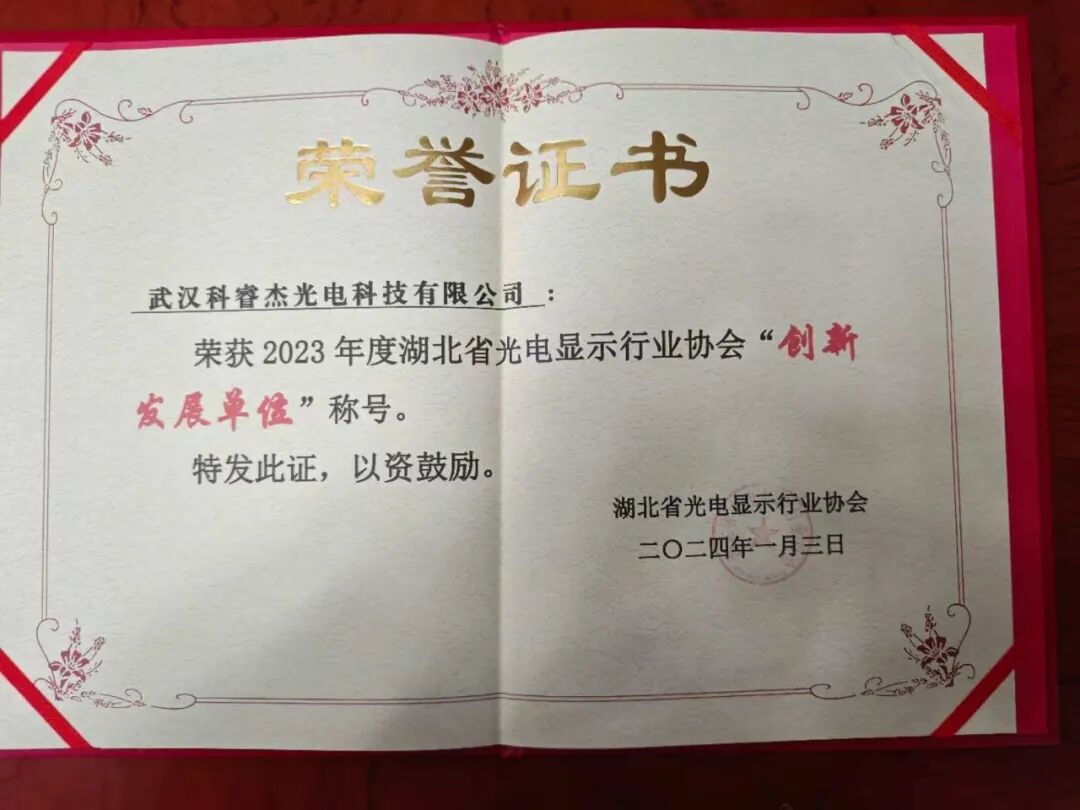 荣誉证书
武汉科睿杰光电科技有限公司：
荣获2023年度湖北省光电显示行业协会“创新
发展单位”称号。
特发此证，以资鼓励。
湖北省光电显示行业协会
二〇二四年一月三日